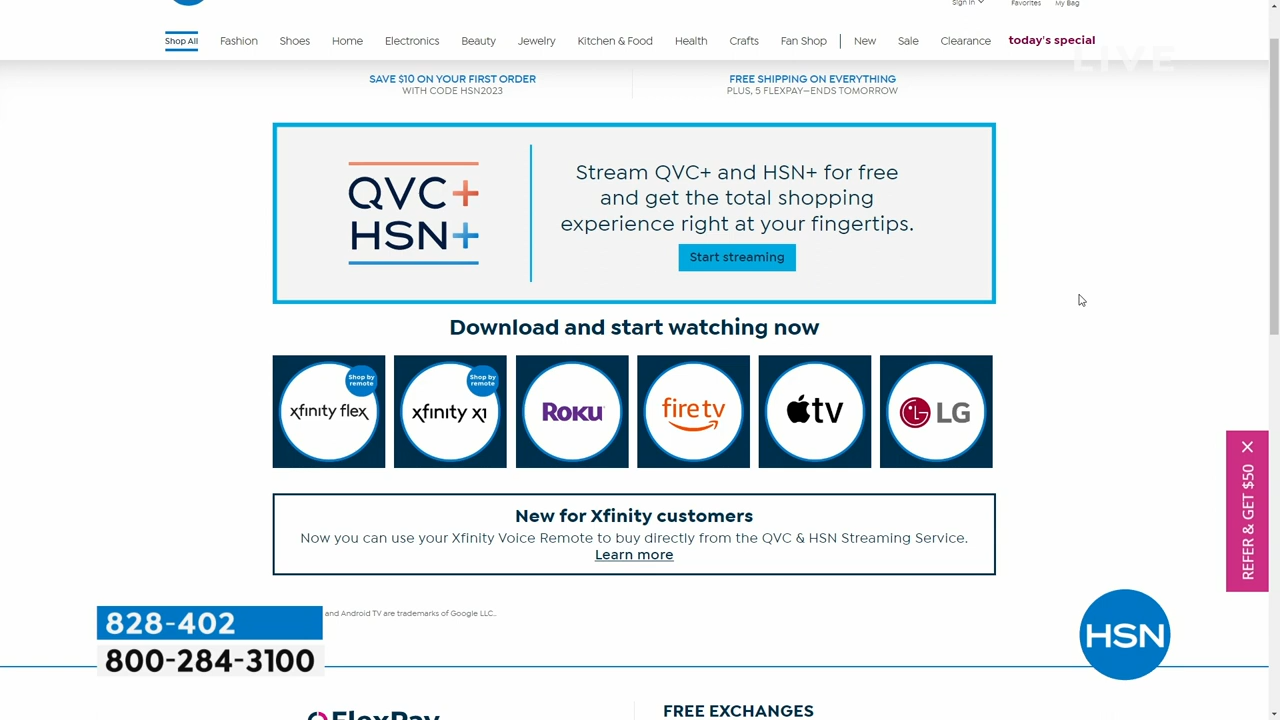 Sign In
Favorites
My Bag
Shop All
Fashion
Shoes
Home
Electronics
Beauty
Jewelry
Kitchen & Food
Health
Crafts
Fan Shop
New
Sale
Clearance
today's special
LIVE
SAVE $10 ON YOUR FIRST ORDER
WITH CODE HSN2023
FREE SHIPPING ON EVERYTHING
PLUS, 5 FLEXPAY—ENDS TOMORROW
QVC+
HSN+
Stream QVC+ and HSN+ for free
and get the total shopping
experience right at your fingertips.
Start streaming
Download and start watching now
Shop by
remote
xfinity flex
Shop by
remote
xfinity x1
ROKU
fire tv
tv
LG
New for Xfinity customers
Now you can use your Xfinity Voice Remote to buy directly from the QVC & HSN Streaming Service.
Learn more
REFER & GET $50
and Android TV are trademarks of Google LLC..
828-402
800-284-3100
HSN
FlexPay
FREE EXCHANGES